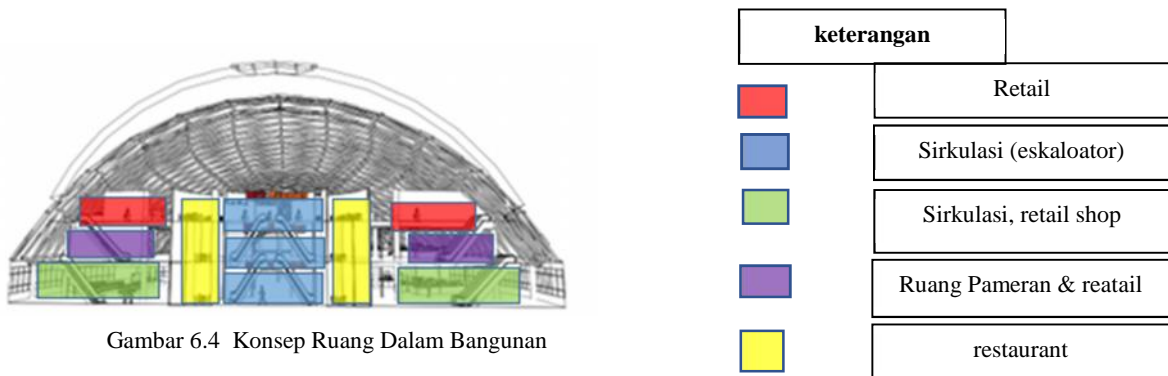 keterangan
Retail
Sirkulasi (eskaloator)
Sirkulasi, retail shop
Ruang Pameran & reatail
restaurant
Gambar 6.4 Konsep Ruang Dalam Bangunan